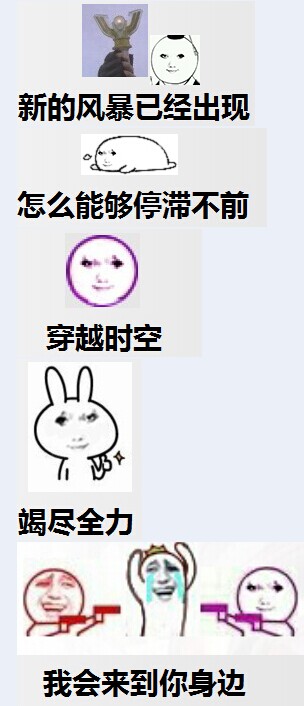 新的风暴已经出现
怎么能够停滞不前
穿越时空
竭尽全力
我会来到你身边